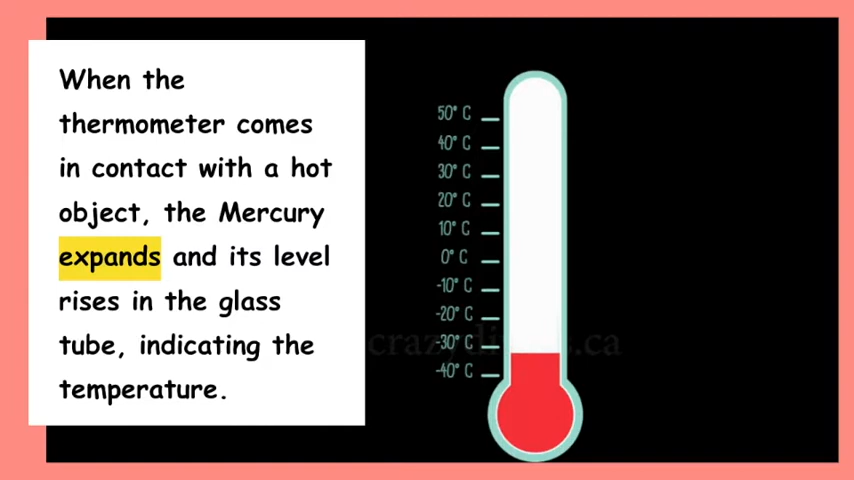 When the
thermometer comes
in contact with a hot
object, the Mercury
expands and its level
rises in the glass
tube, indicating the
temperature.
50° C
40° C
30° C
20° C
10° C
0° C
-10° C
-20° C
-30° C
-40° C